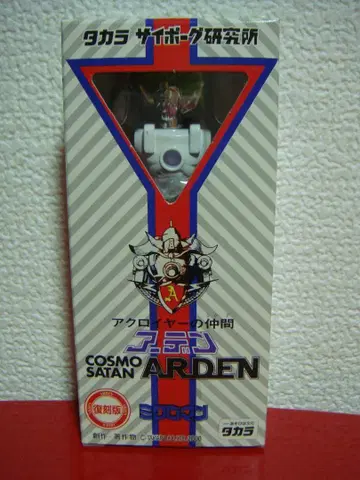 タカラ サイボーグ研究所
A
アクロイヤーの仲間
アーデン
COSMO
SATAN
ARDEN
復刻版
ミクロマン
タカラ